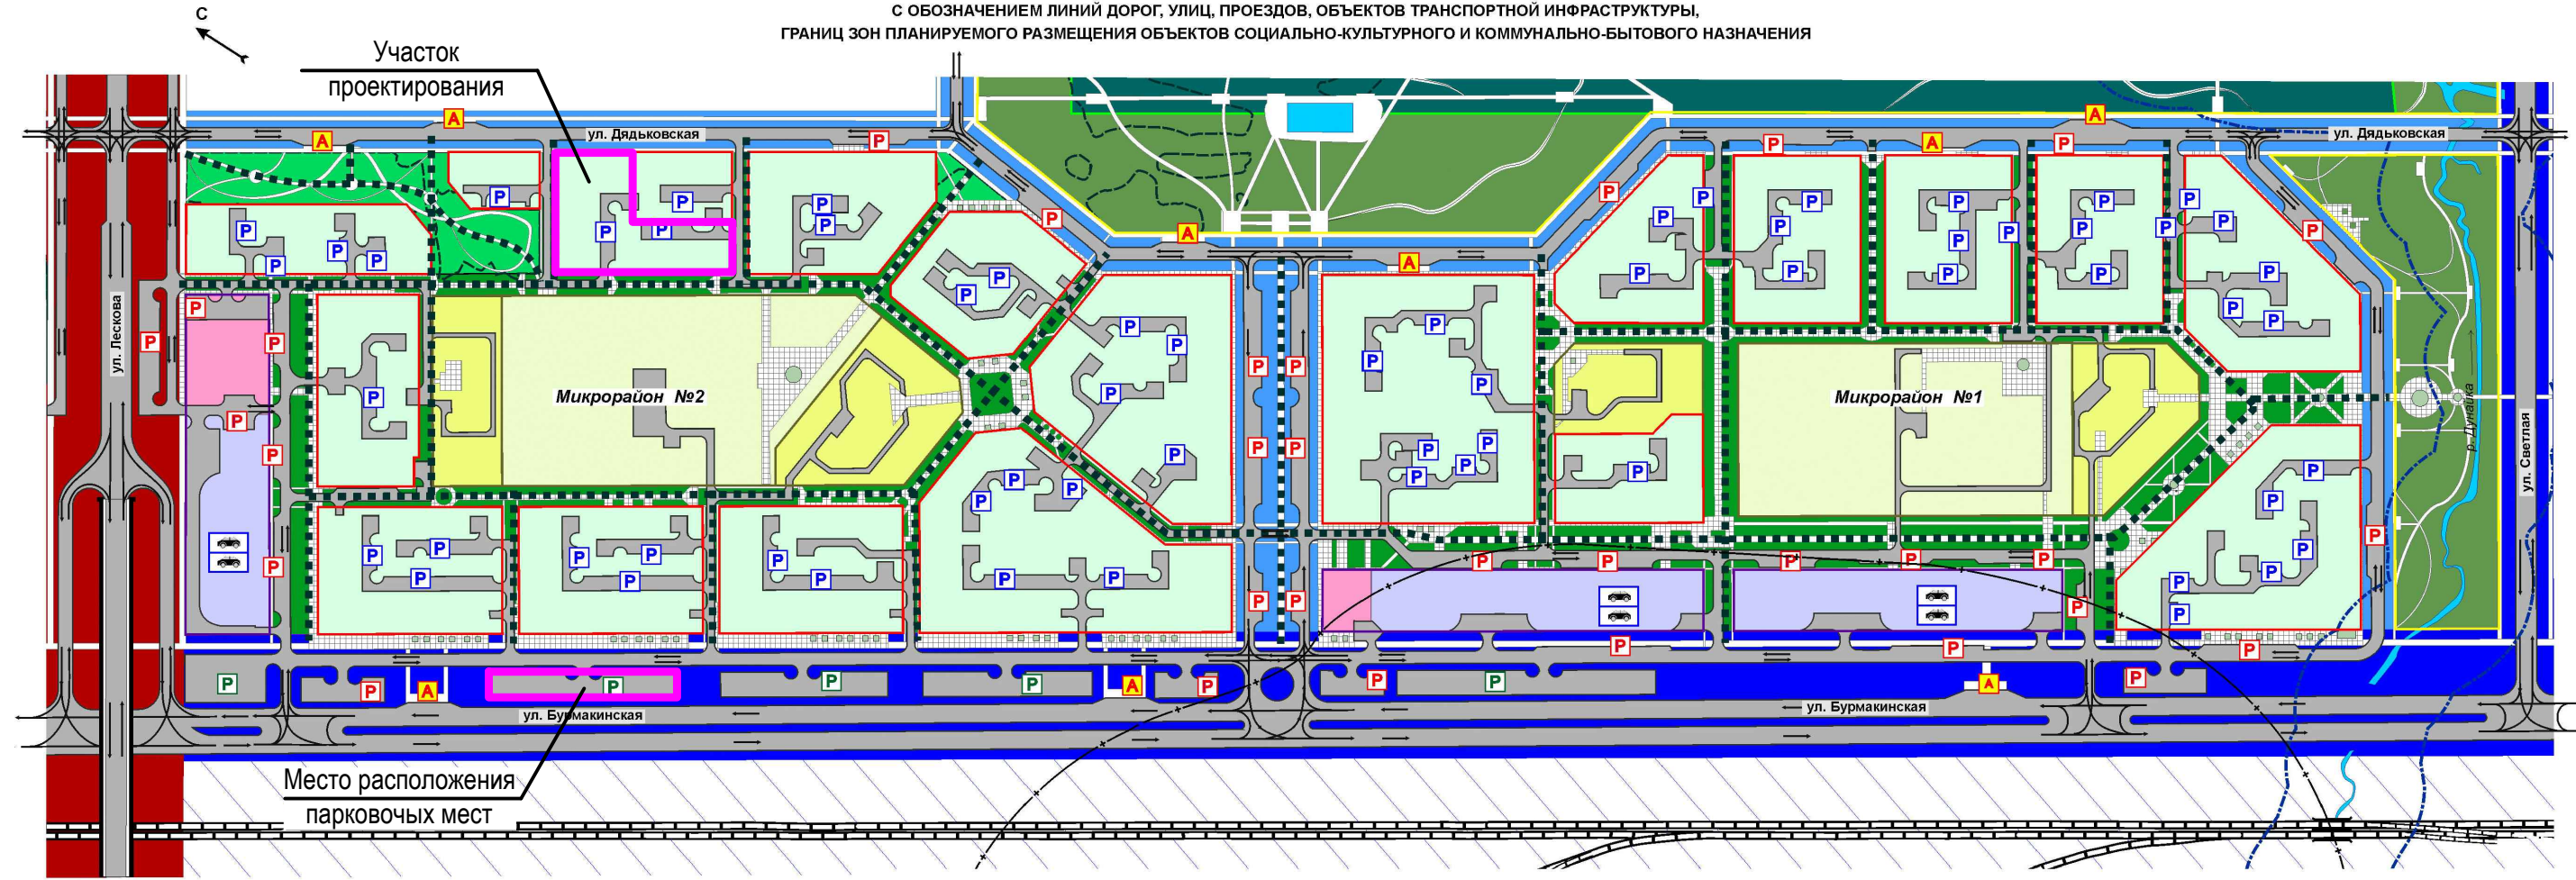 С ОБОЗНАЧЕНИЕМ ЛИНИЙ ДОРОГ, УЛИЦ, ПРОЕЗДОВ, ОБЪЕКТОВ ТРАНСПОРТНОЙ ИНФРАСТРУКТУРЫ,
ГРАНИЦ ЗОН ПЛАНИРУЕМОГО РАЗМЕЩЕНИЯ ОБЪЕКТОВ СОЦИАЛЬНО-КУЛЬТУРНОГО И КОММУНАЛЬНО-БЫТОВОГО НАЗНАЧЕНИЯ
С
Участок
проектирования
ул. Дядьковская
ул. Дядьковская
ул. Лескова
Микрорайон №2
Микрорайон №1
р. Дунайка
ул. Светлая
ул. Бурмакинская
ул. Бурмакинская
Место расположения
парковочных мест